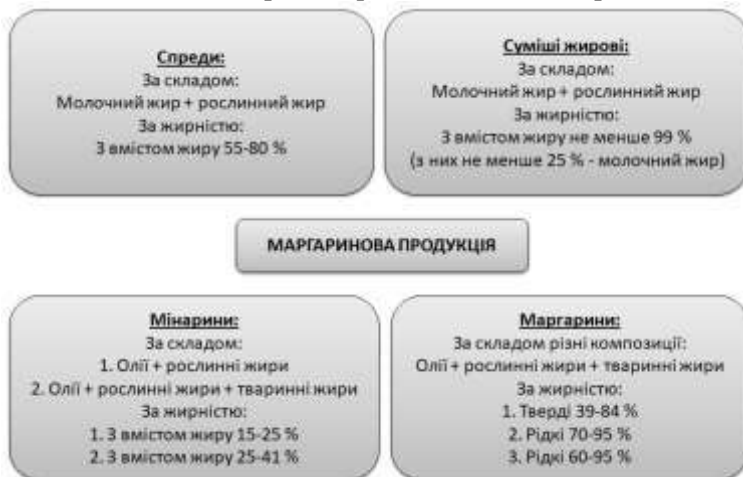 Спреди:
За складом:
Молочний жир + рослинний жир
За жирністю:
З вмістом жиру 55-80 %
Суміші жирові:
За складом:
Молочний жир + рослинний жир
За жирністю:
З вмістом жиру не менше 99 %
(з них не менше 25 % - молочний жир)
МАРГАРИНОВА ПРОДУКЦІЯ
Мінарини:
За складом:
1. Олії + рослинні жири
2. Олії + рослинні жири + тваринні жири
За жирністю:
1. З вмістом жиру 15-25 %
2. З вмістом жиру 25-41 %
Маргарини:
За складом різні композиції:
Олії + рослинні жири + тваринні жири
За жирністю:
1. Тверді 39-84 %
2. Рідкі 70-95 %
3. Рідкі 60-95 %